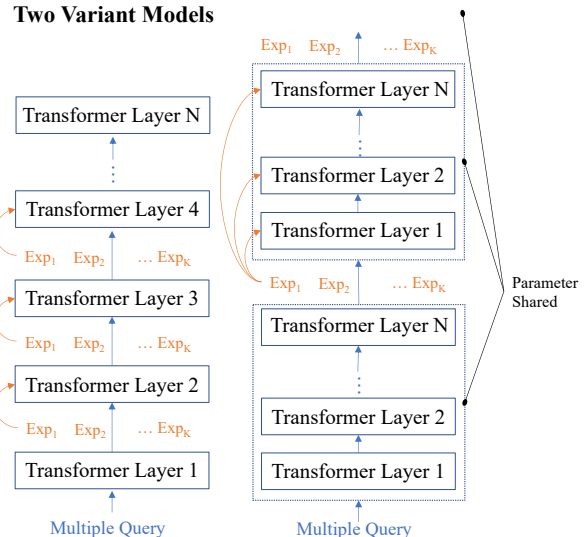 Two Variant Models
Transformer Layer N
⋮
Transformer Layer 4
Exp1 Exp2 … ExpK
Transformer Layer 3
Exp1 Exp2 … ExpK
Transformer Layer 2
Exp1 Exp2 … ExpK
Transformer Layer 1
Multiple Query
Exp1 Exp2 … ExpK
Transformer Layer N
⋮
Transformer Layer 2
Transformer Layer 1
Exp1 Exp2 … ExpK
Transformer Layer N
⋮
Transformer Layer 2
Transformer Layer 1
Multiple Query
Parameter
Shared